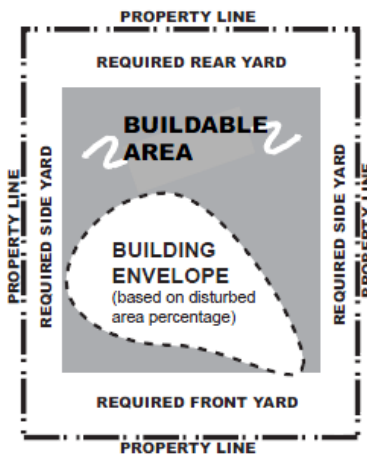 PROPERTY LINE
REQUIRED REAR YARD
BUILDABLE
AREA
PROPERTY LINE
REQUIRED SIDE YARD
BUILDING
ENVELOPE
(based on disturbed
area percentage)
REQUIRED SIDE YARD
PROPERTY LINE
REQUIRED FRONT YARD
PROPERTY LINE